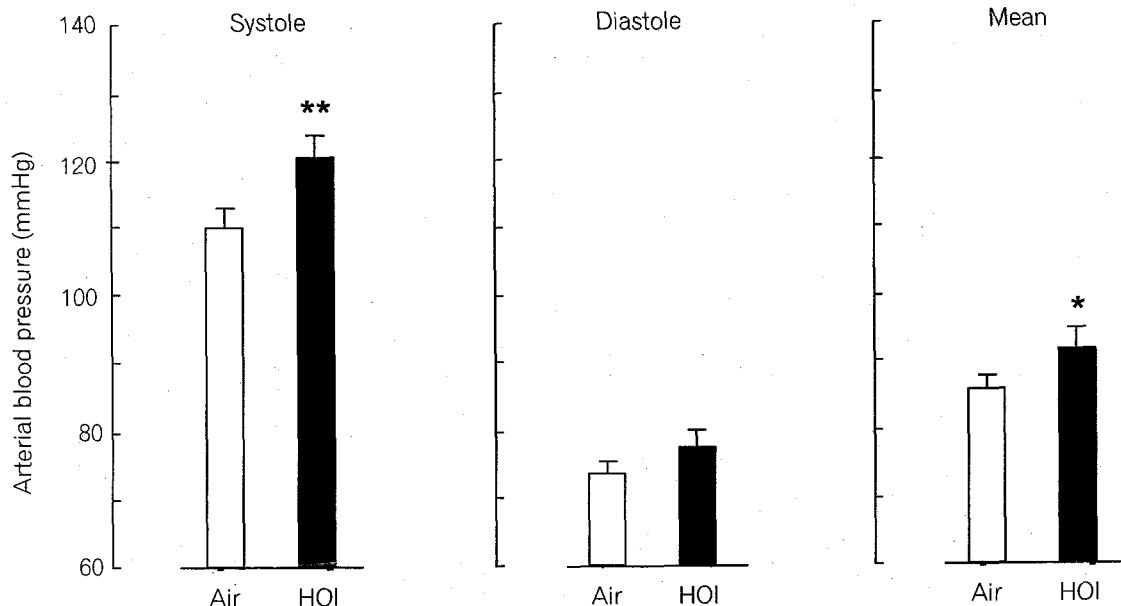 Systole
Diastole
Mean
Arterial blood pressure (mmHg)
140
120
100
80
60
**
*
Air HOI
Air HOI
Air HOI